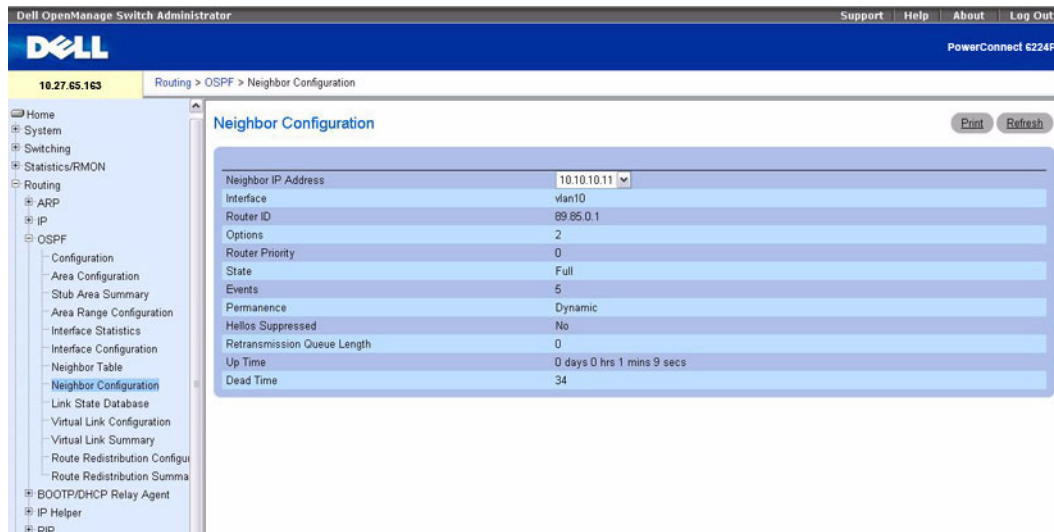 Dell OpenManage Switch Administrator
Support Help About Log Out
DELL
PowerConnect 6224P
10.27.65.163
Routing > OSPF > Neighbor Configuration
Home
System
Switching
Statistics/RMON
Routing
ARP
IP
OSPF
Configuration
Area Configuration
Stub Area Summary
Area Range Configuration
Interface Statistics
Interface Configuration
Neighbor Table
Neighbor Configuration
Link State Database
Virtual Link Configuration
Virtual Link Summary
Route Redistribution Configu
Route Redistribution Summa
BOOTP/DHCP Relay Agent
IP Helper
RIP
Neighbor Configuration
Print Refresh
Neighbor IP Address 10.10.10.11
Interface vlan10
Router ID 89.85.0.1
Options 2
Router Priority 0
State Full
Events 5
Permanence Dynamic
Hellos Suppressed No
Retransmission Queue Length 0
Up Time 0 days 0 hrs 1 mins 9 secs
Dead Time 34